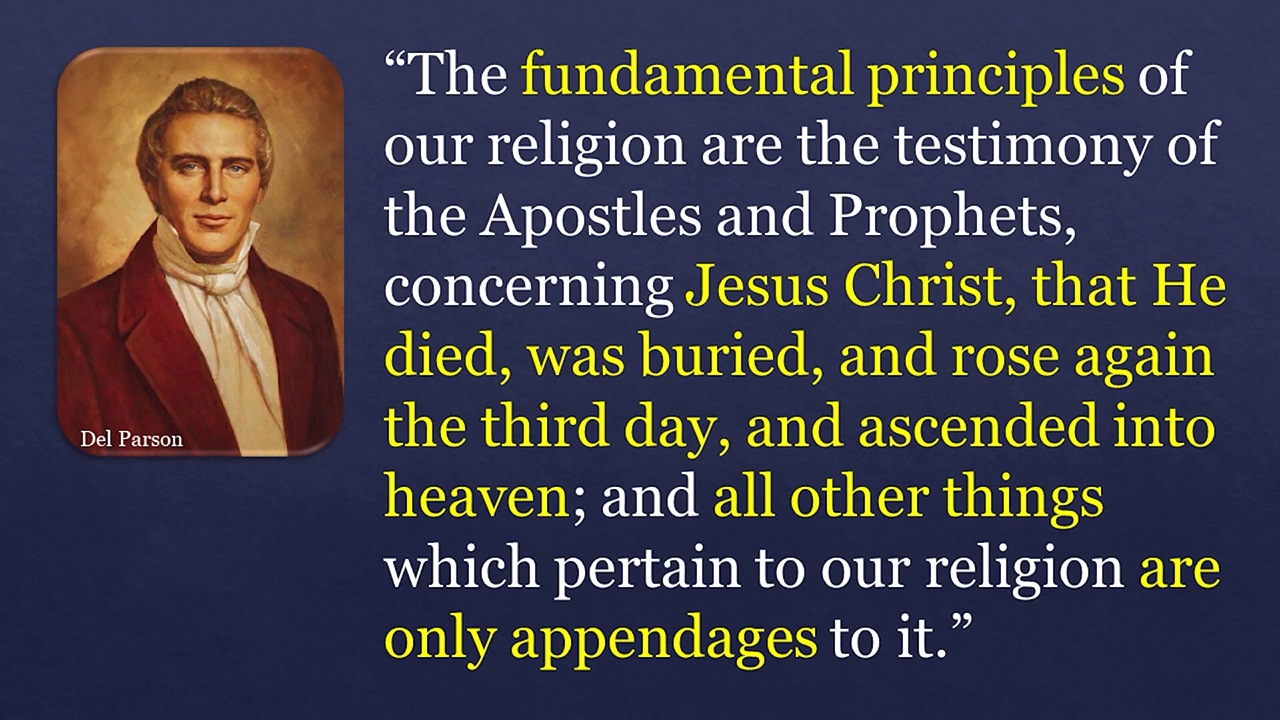 “The fundamental principles of
our religion are the testimony of
the Apostles and Prophets,
concerning Jesus Christ, that He
died, was buried, and rose again
the third day, and ascended into
heaven; and all other things
which pertain to our religion are
only appendages to it.”
Del Parson